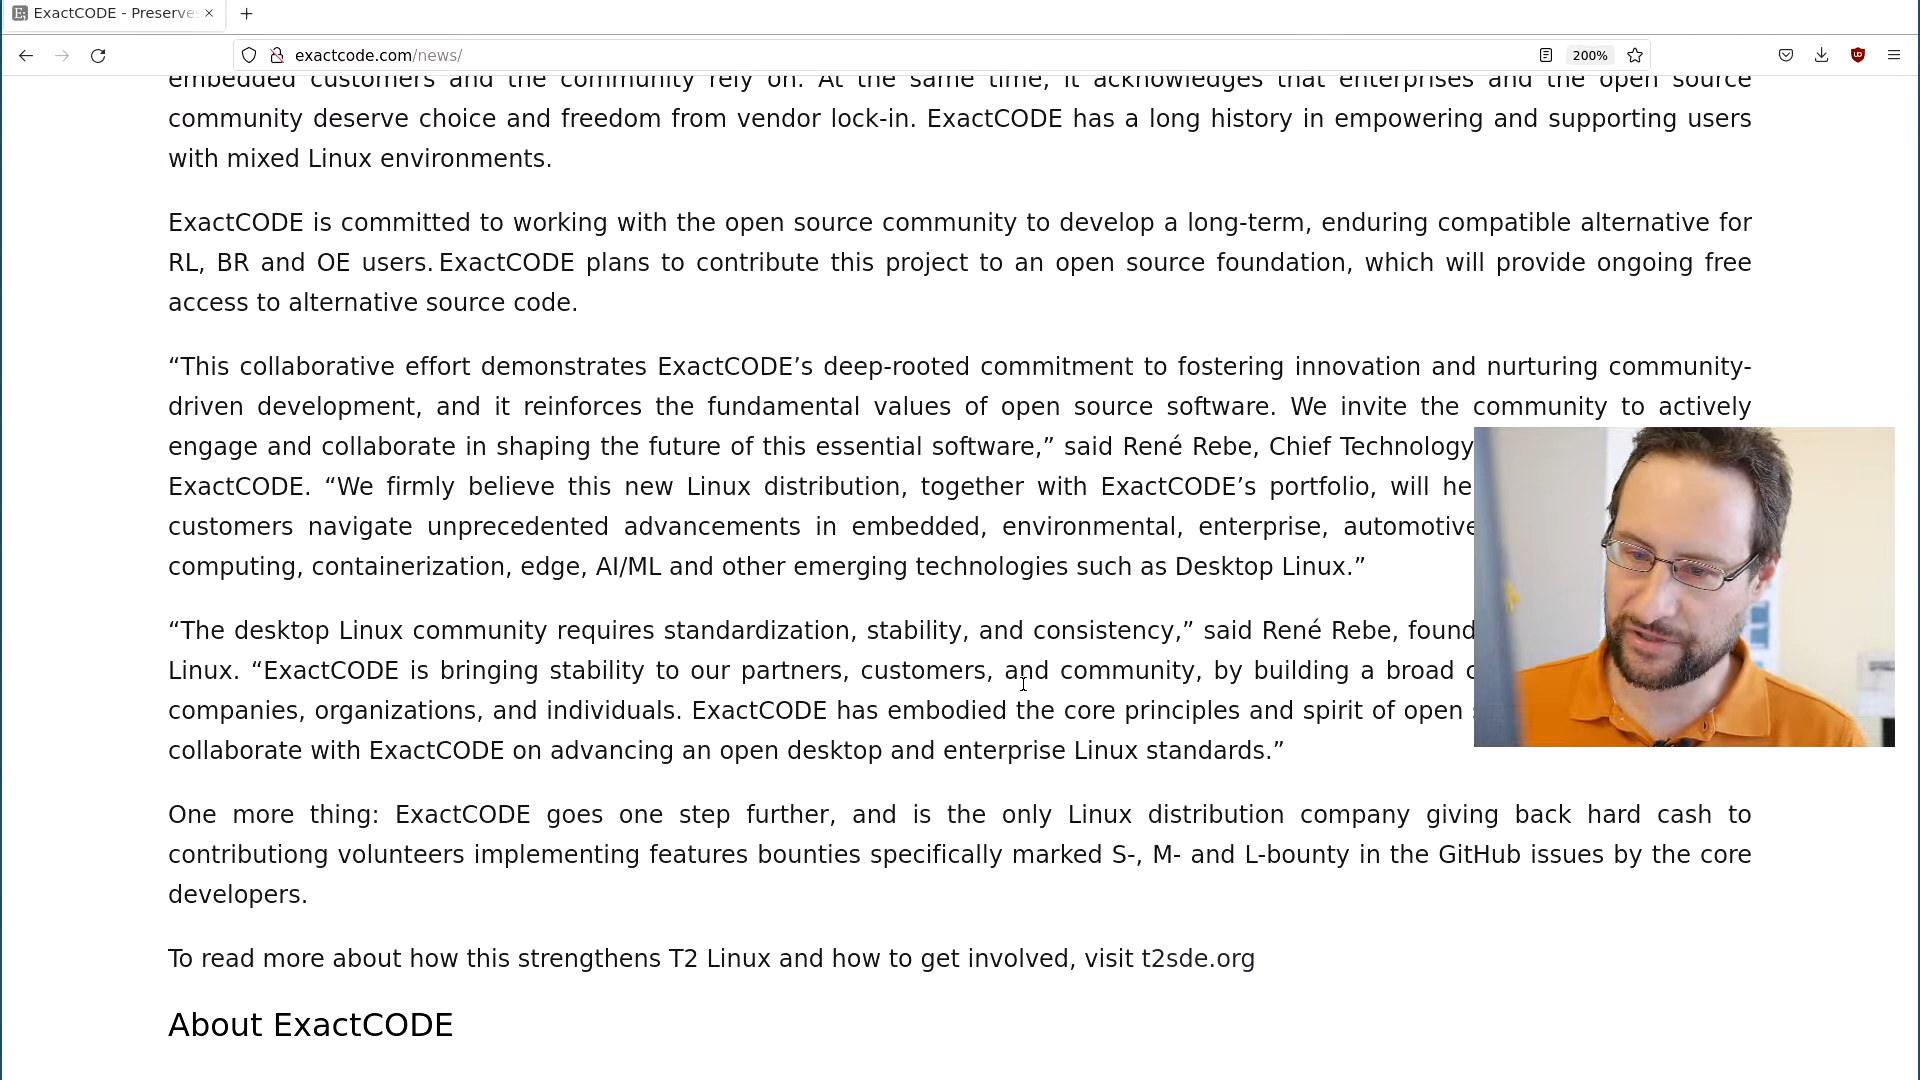 ExactCODE - Preserve
exactcode.com/news/
200%
embedded customers and the community rely on. At the same time, it acknowledges that enterprises and the open source
community deserve choice and freedom from vendor lock-in. ExactCODE has a long history in empowering and supporting users
with mixed Linux environments.
ExactCODE is committed to working with the open source community to develop a long-term, enduring compatible alternative for
RL, BR and OE users. ExactCODE plans to contribute this project to an open source foundation, which will provide ongoing free
access to alternative source code.
“This collaborative effort demonstrates ExactCODE’s deep-rooted commitment to fostering innovation and nurturing community-
driven development, and it reinforces the fundamental values of open source software. We invite the community to actively
engage and collaborate in shaping the future of this essential software,” said René Rebe, Chief Technology
ExactCODE. “We firmly believe this new Linux distribution, together with ExactCODE’s portfolio, will he
customers navigate unprecedented advancements in embedded, environmental, enterprise, automotive
computing, containerization, edge, AI/ML and other emerging technologies such as Desktop Linux.”
“The desktop Linux community requires standardization, stability, and consistency,” said René Rebe, found
Linux. “ExactCODE is bringing stability to our partners, customers, and community, by building a broad
companies, organizations, and individuals. ExactCODE has embodied the core principles and spirit of open
collaborate with ExactCODE on advancing an open desktop and enterprise Linux standards.”
One more thing: ExactCODE goes one step further, and is the only Linux distribution company giving back hard cash to
contributiong volunteers implementing features bounties specifically marked S-, M- and L-bounty in the GitHub issues by the core
developers.
To read more about how this strengthens T2 Linux and how to get involved, visit t2sde.org
About ExactCODE